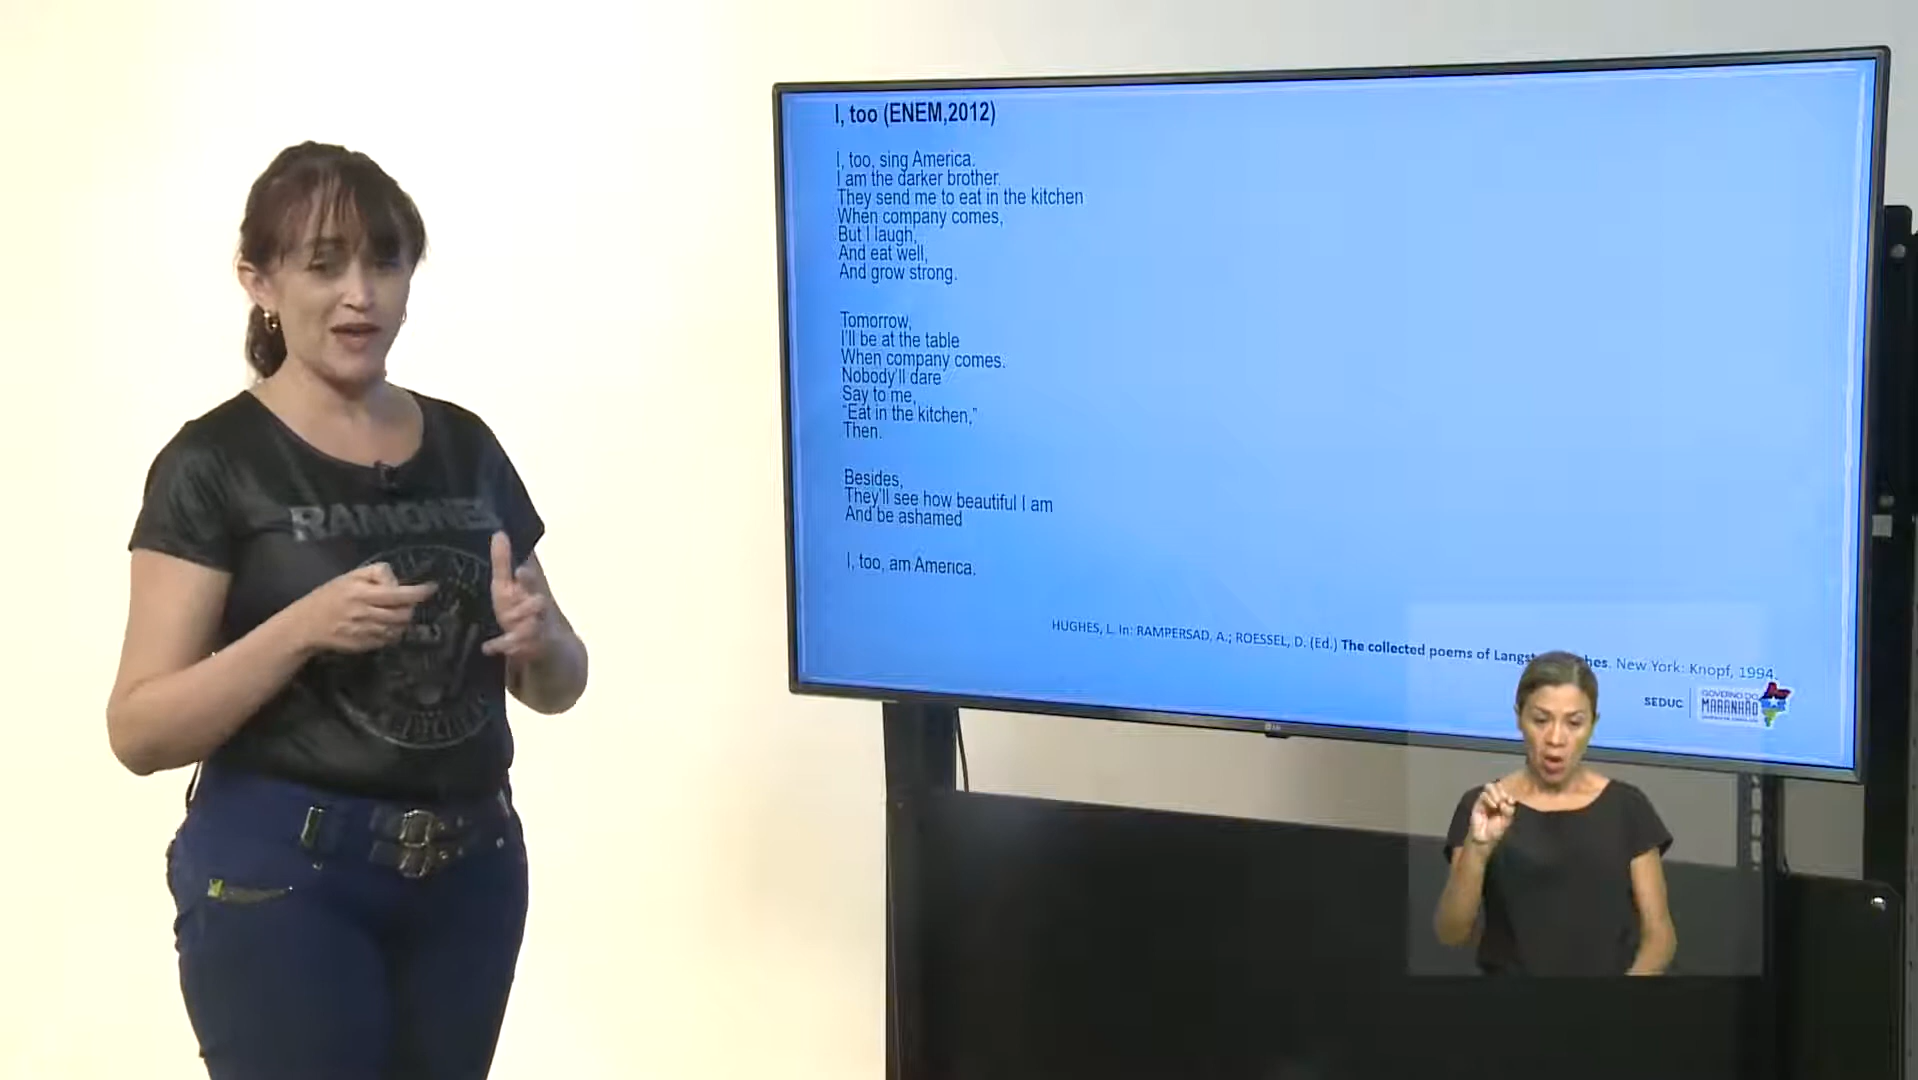 I, too (ENEM,2012)
I, too, sing America.
I am the darker brother.
They send me to eat in the kitchen
When company comes,
But I laugh,
And eat well,
And grow strong.
Tomorrow,
I'll be at the table
When company comes.
Nobody'll dare
Say to me,
"Eat in the kitchen,"
Then.
Besides,
They'll see how beautiful I am
And be ashamed
I, too, am America.
HUGHES, L. In: RAMPERSAD, A.; ROESSEL, D. (Ed.) The collected poems of New York: Knopf, 1994.
SEDUC
GOVERNO DO
MARANHÃO
RAMONES
LG